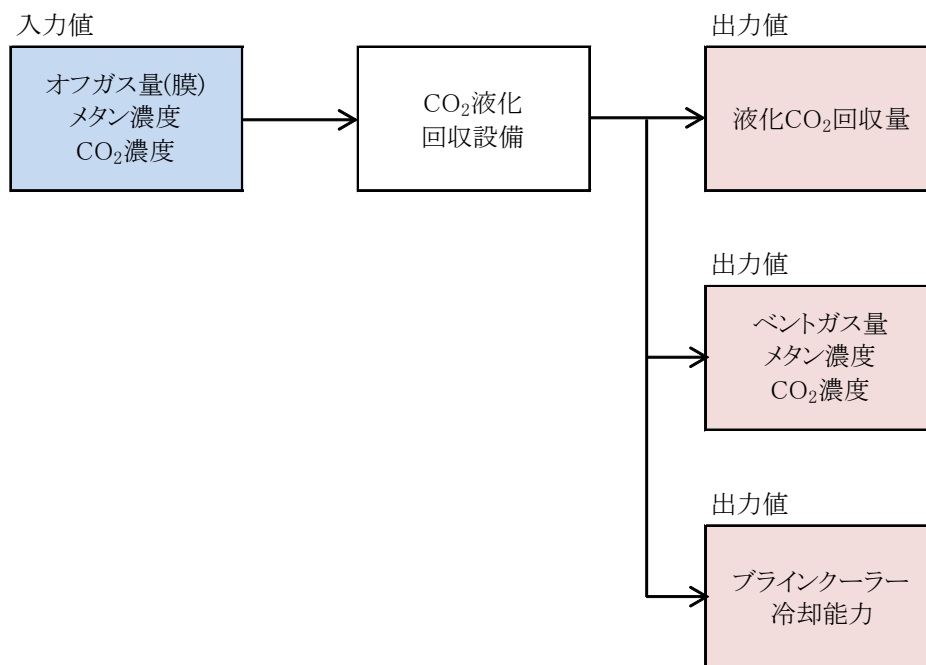 入力値
オフガス量(膜)
メタン濃度
CO₂濃度
CO₂液化
回収設備
出力値
液化CO₂回収量
出力値
ベントガス量
メタン濃度
CO₂濃度
出力値
ブラインクーラー
冷却能力